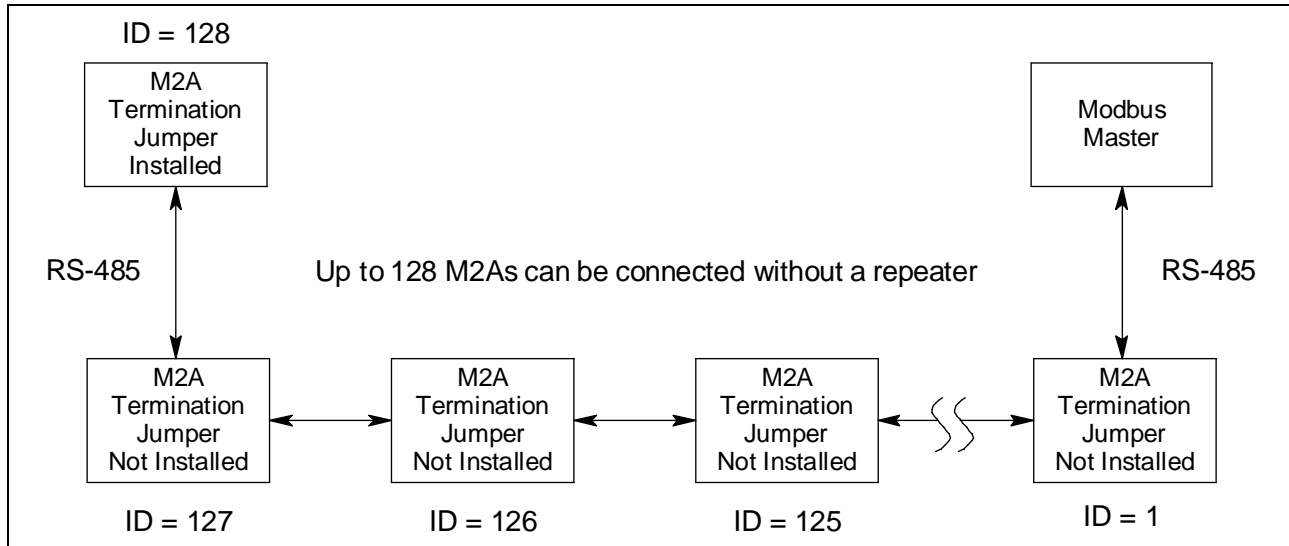 ID = 128
M2A
Termination
Jumper
Installed
Modbus
Master
RS-485
Up to 128 M2As can be connected without a repeater
RS-485
M2A
Termination
Jumper
Not Installed
M2A
Termination
Jumper
Not Installed
M2A
Termination
Jumper
Not Installed
M2A
Termination
Jumper
Not Installed
ID = 127
ID = 126
ID = 125
ID = 1